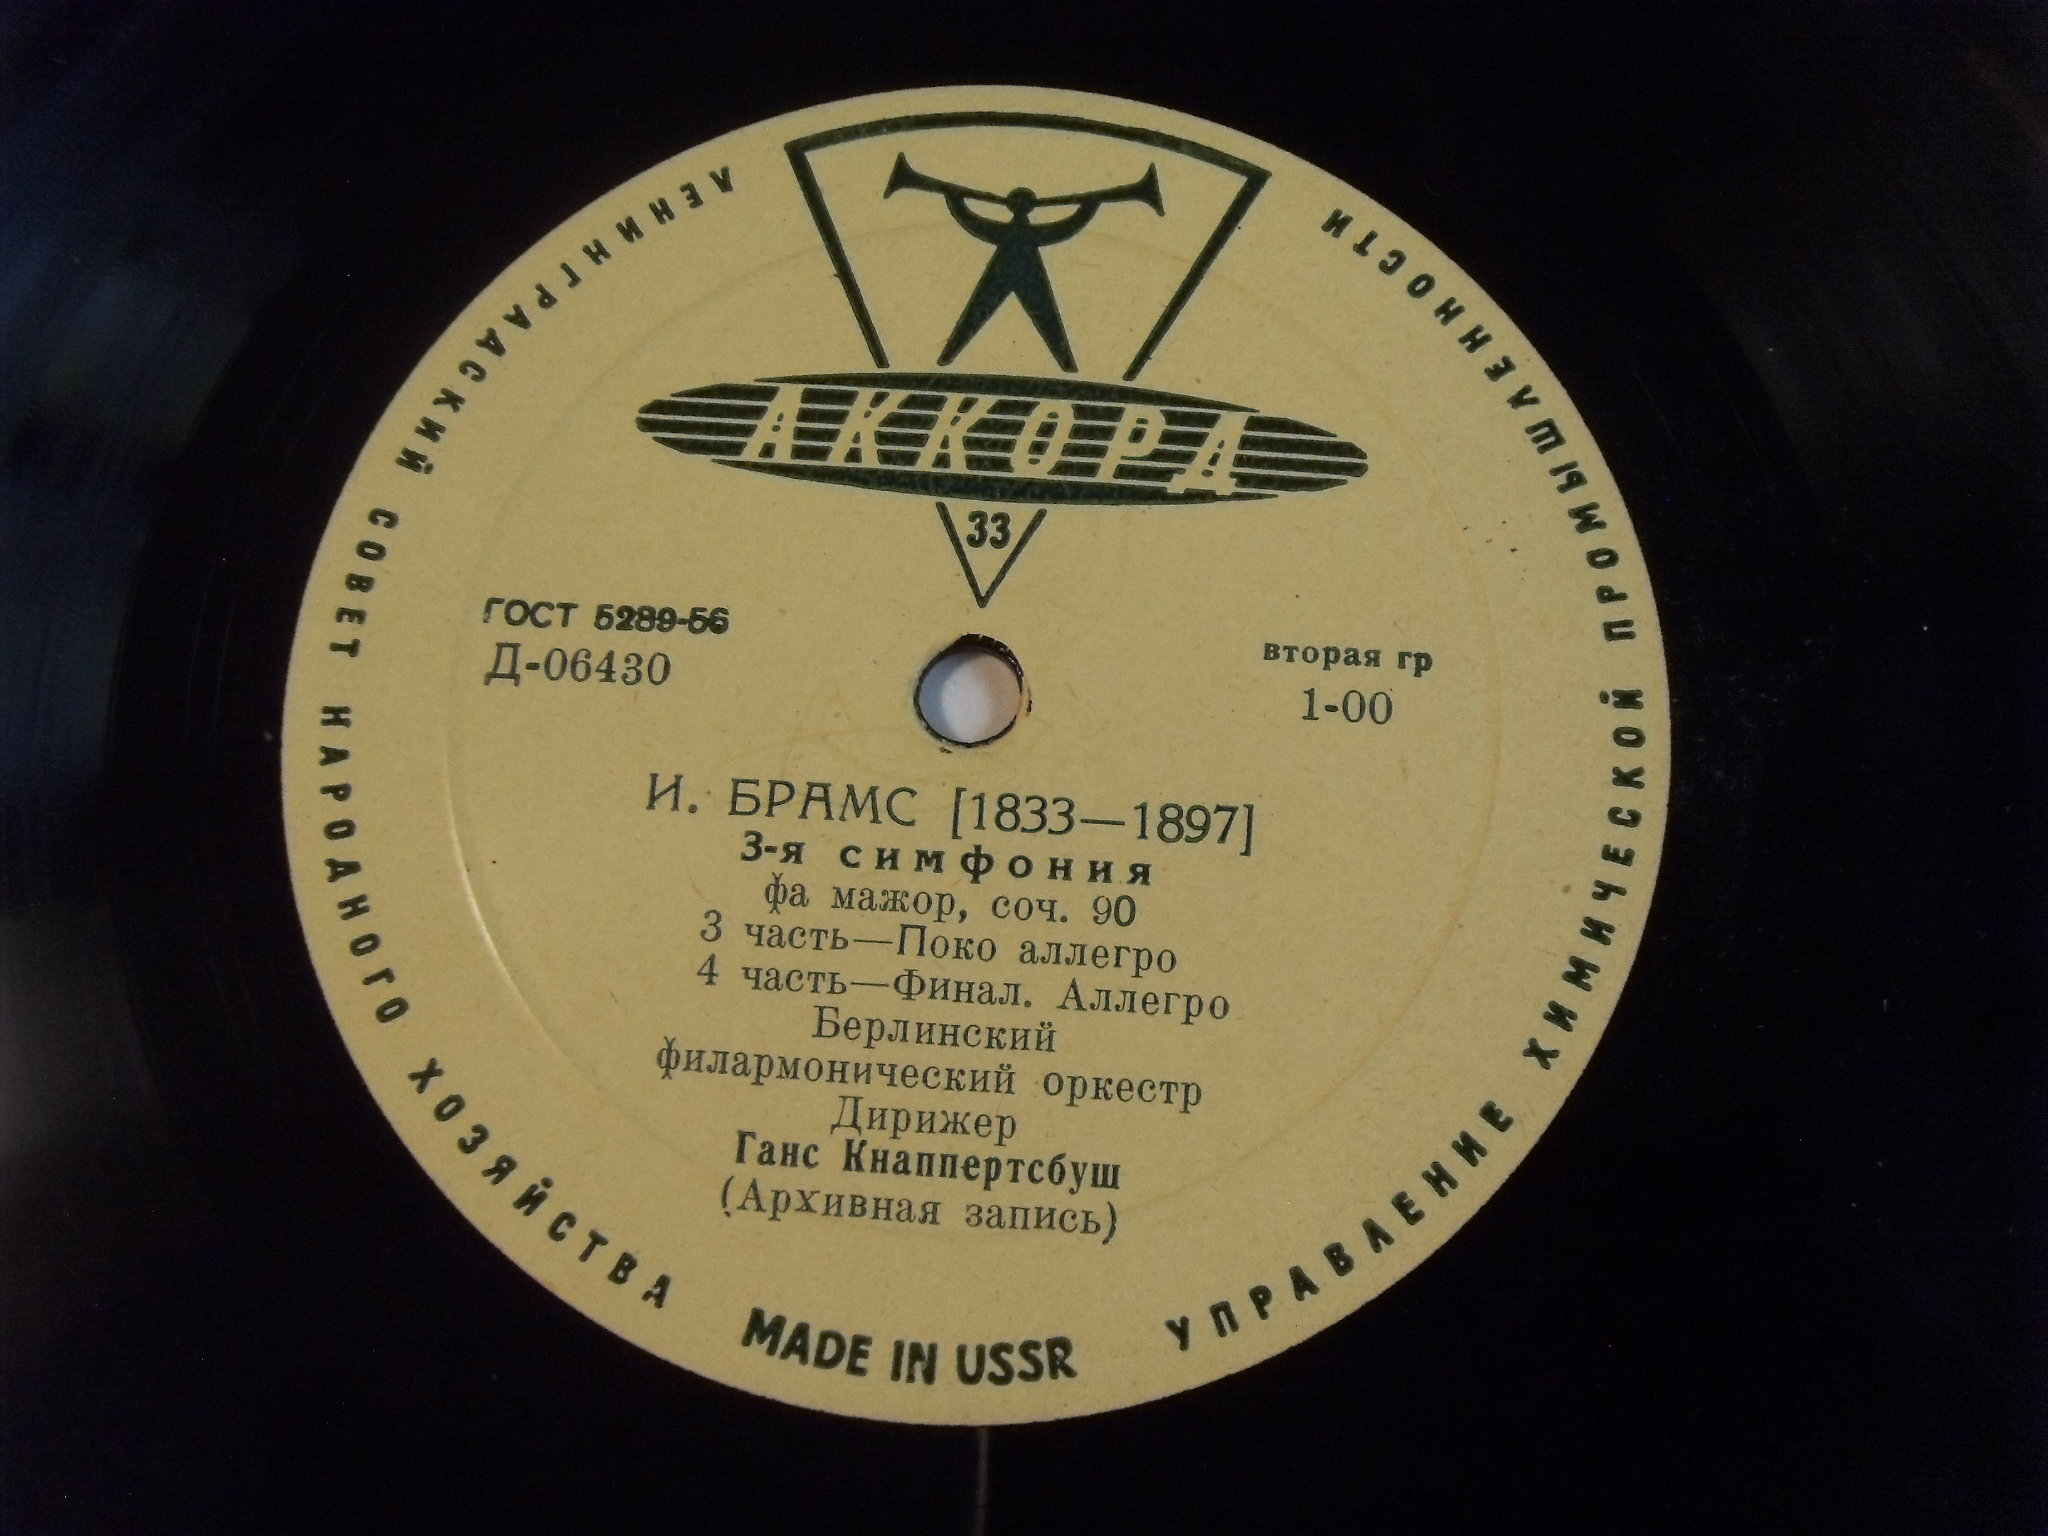 АККОРД
33
ГОСТ 5289-56
Д-06430
вторая гр
1-00
И. БРАМС [1833—1897]
3-я симфония
фа мажор, соч. 90
3 часть—Поко аллегро
4 часть—Финал. Аллегро
Берлинский
филармонический оркестр
Дирижер
Ганс Кнаппертсбуш
(Архивная запись)
ЛЕНИНГРАДСКИЙ СОВЕТ НАРОДНОГО ХОЗЯЙСТВА
MADE IN USSR
УПРАВЛЕНИЕ ХИМИЧЕСКОЙ ПРОМЫШЛЕННОСТИ